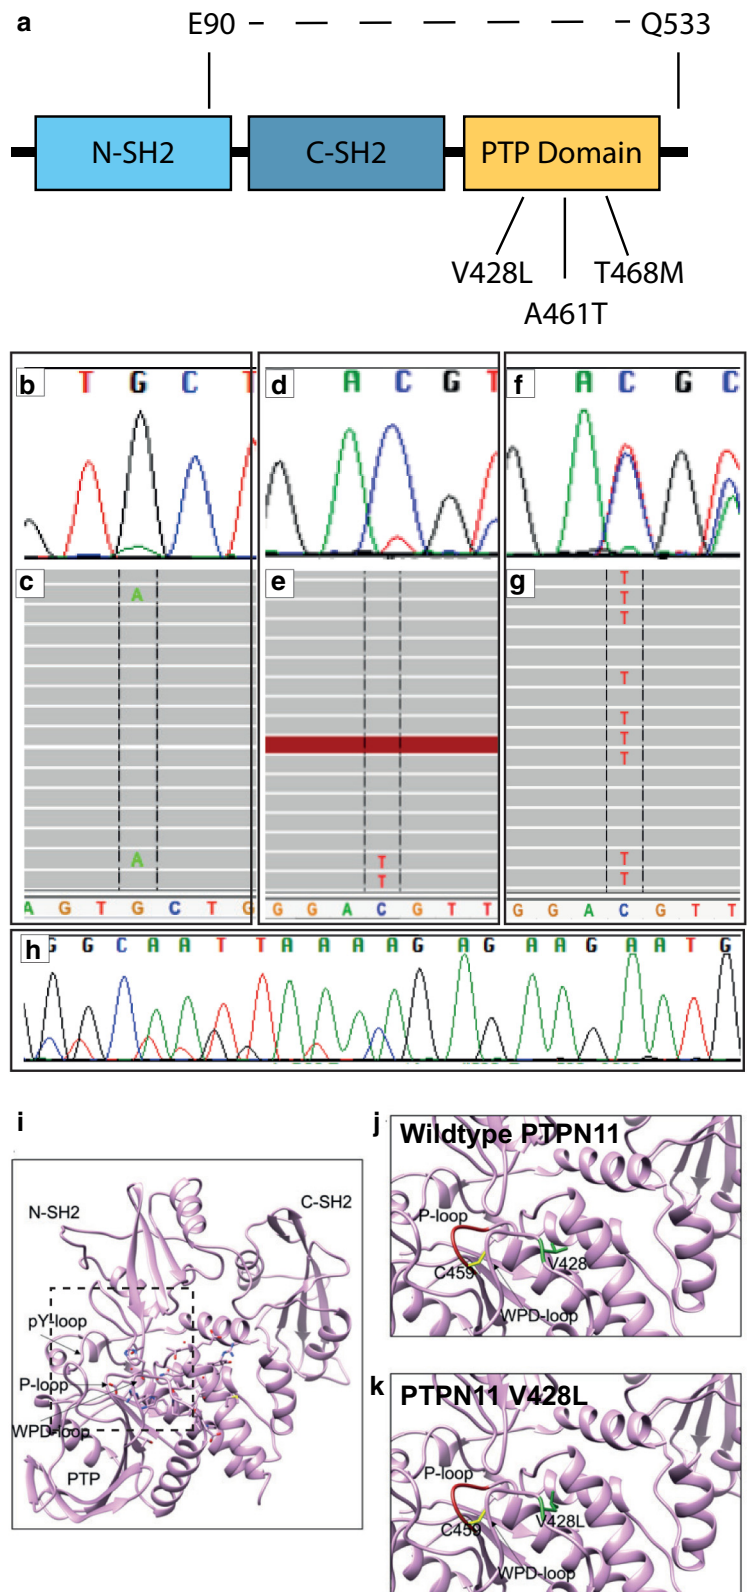 a
E90 Q533
N-SH2 C-SH2 PTP Domain
V428L T468M
A461T
b T G C T
d A C G T
f A C G C
c
A
A
A G T G C T G
e
T
T
G G A C G T T
g
T
T
T
T
T
T
T
T
T
G G A C G T T
h G G C A A T T A A A A G A G A A G A A T G
i
N-SH2
C-SH2
pY-loop
P-loop
WPD-loop
PTP
j Wildtype PTPN11
P-loop
C459
V428
WPD-loop
k PTPN11 V428L
P-loop
C459
V428L
WPD-loop